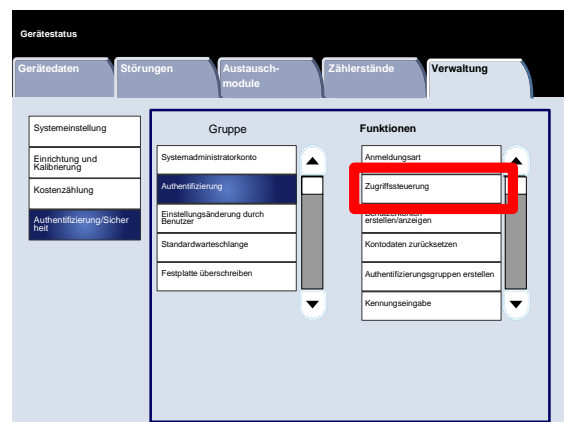 Gerätestatus
Gerätedaten
Störungen
Austausch-
module
Zählerstände
Verwaltung
Systemeinstellung
Einrichtung und
Kalibrierung
Kostenzählung
Authentifizierung/Sicher
heit
Gruppe
Systemadministratorkonto
Authentifizierung
Einstellungsänderung durch
Benutzer
Standardwarteschlange
Festplatte überschreiben
Funktionen
Anmeldungsart
Zugriffssteuerung
Benutzerkonten
erstellen/anzeigen
Kontodaten zurücksetzen
Authentifizierungsgruppen erstellen
Kennungseingabe